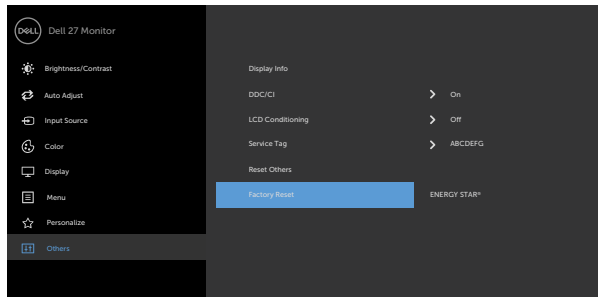 DELL Dell 27 Monitor
Brightness/Contrast
Auto Adjust
Input Source
Color
Display
Menu
Personalize
Others
Display Info
DDC/CI On
LCD Conditioning Off
Service Tag ABCDEFG
Reset Others
Factory Reset ENERGY STAR®